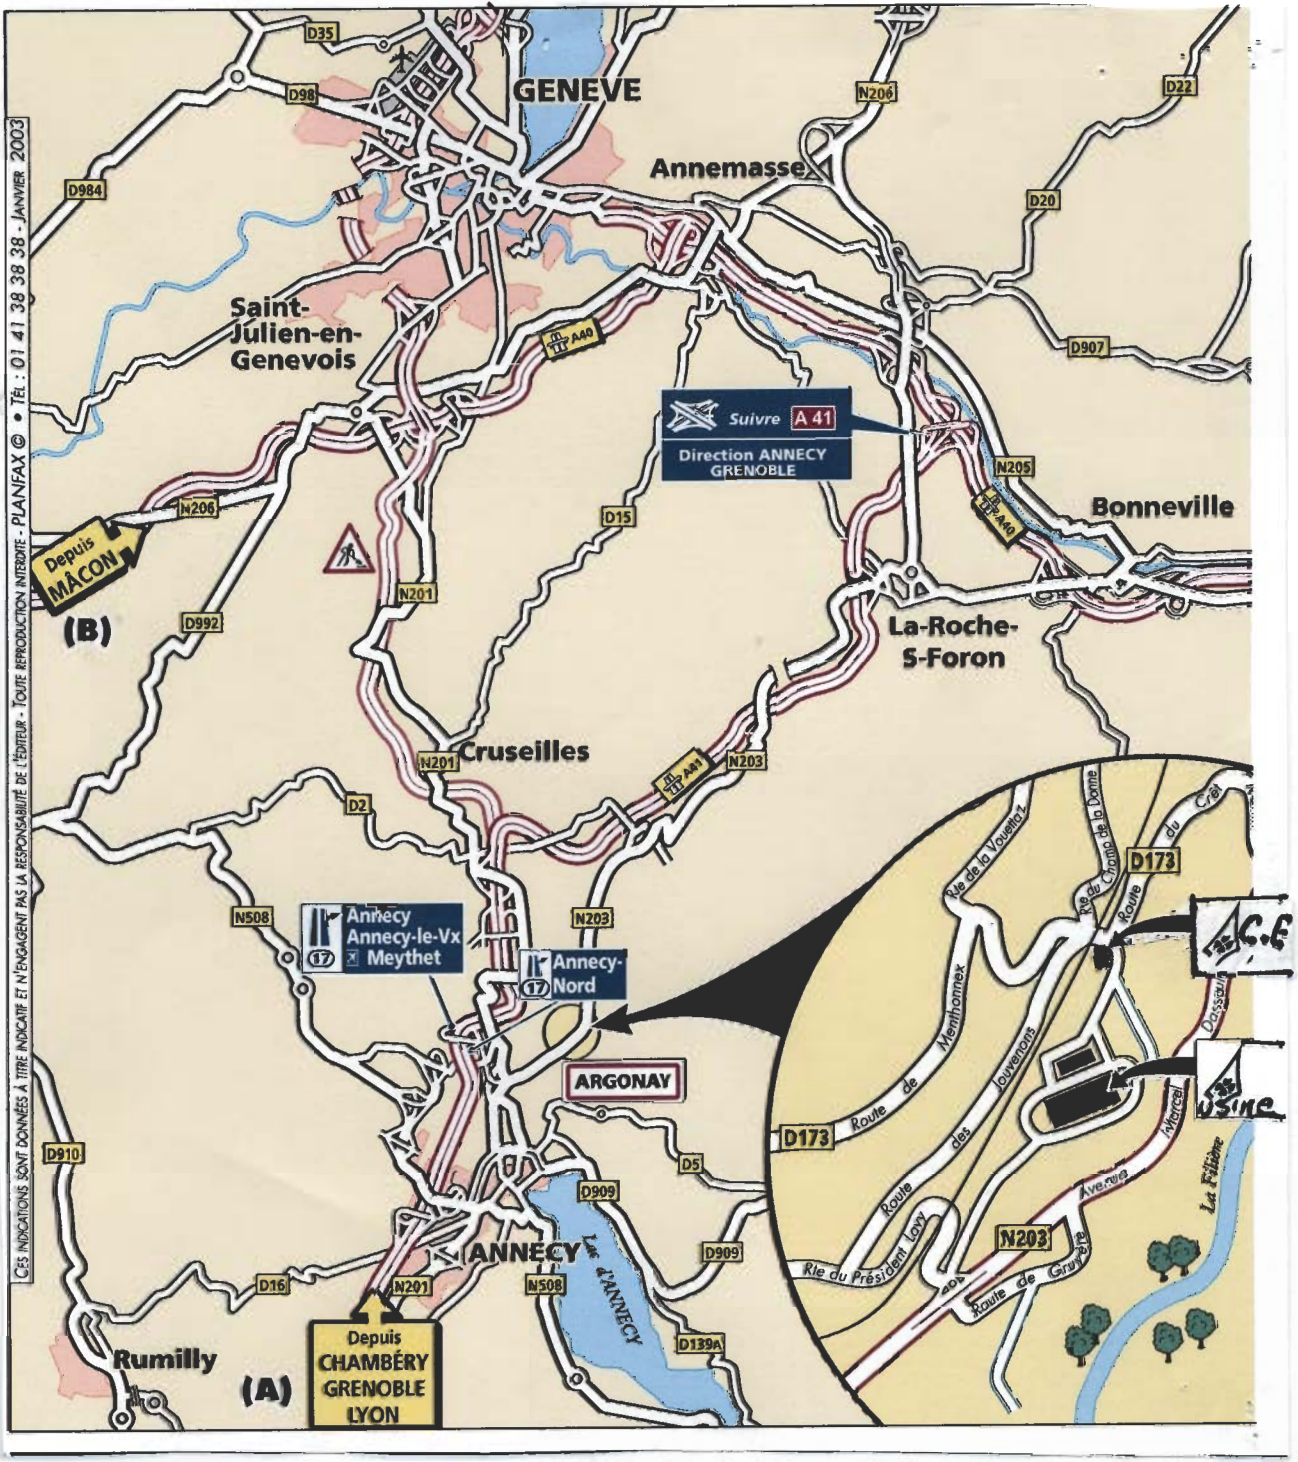 D35
GENEVE
D98
N206
D22
Annemasse
D984
D20
Saint-
Julien-en-
Genevois
A40
D907
Suivre A 41
Direction ANNECY
GRENOBLE
N205
A40
Bonneville
N206
D15
Depuis
MÂCON
(B)
N201
D992
La-Roche-
S-Foron
Cruseilles
N201
N203
A41
D2
N508
Annecy
Annecy-le-Vx
Meythet
17
N203
Annecy-
Nord
17
ARGONAY
D910
D5
D909
D909
ANNECY
Lac d'ANNECY
D16
N201
N508
D139A
Rumilly
(A)
Depuis
CHAMBÉRY
GRENOBLE
LYON
Rte de la Vouettaz
Rte du Champ de la Donne
Route du Crêt
D173
C.E
Route de Menthonnex
Route des Jouvenons
D173
usine
Avenue Marcel Dassault
La Fillière
N203
Rte du Président Lavy
Route de Gruyère
CES INDICATIONS SONT DONNÉES À TITRE INDICATIF ET N'ENGAGENT PAS LA RESPONSABILITÉ DE L'ÉDITEUR - TOUTE REPRODUCTION INTERDITE - PLANFAX © • TÉL : 01 41 38 38 38 - JANVIER 2003